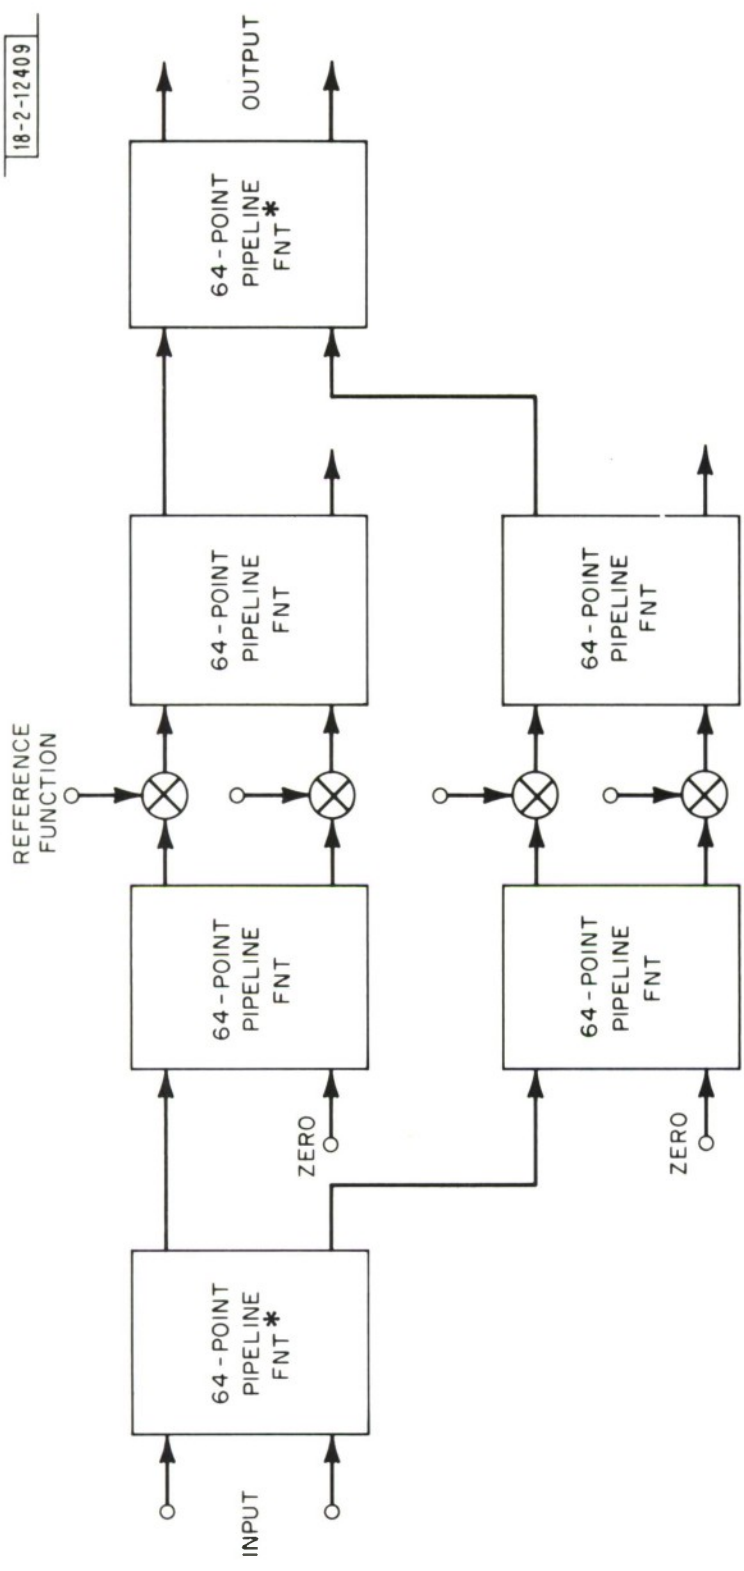 18-2-12409
REFERENCE
FUNCTION
INPUT
64-POINT
PIPELINE
FNT*
ZERO
64-POINT
PIPELINE
FNT
64-POINT
PIPELINE
FNT
64-POINT
PIPELINE
FNT*
OUTPUT
ZERO
64-POINT
PIPELINE
FNT
64-POINT
PIPELINE
FNT